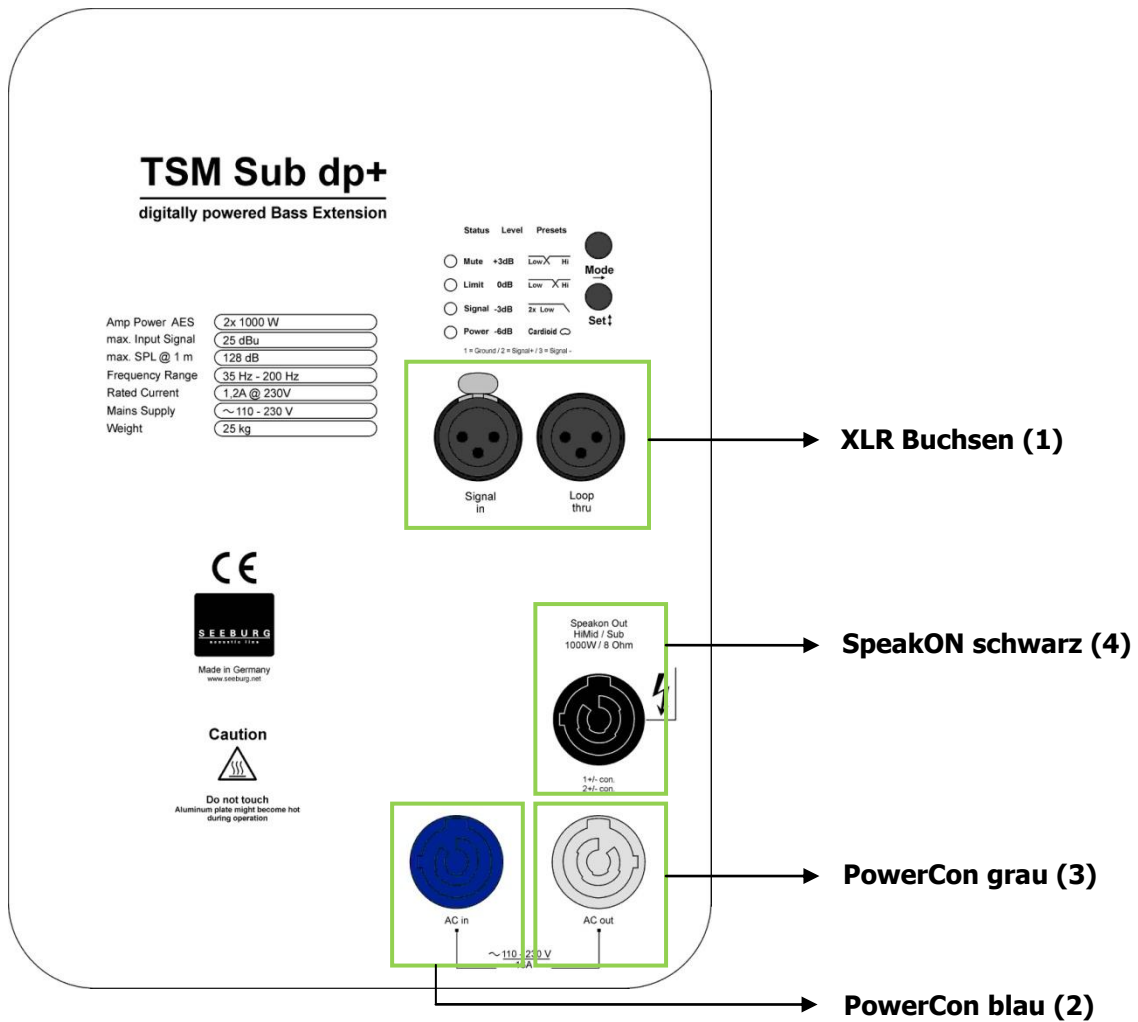 TSM Sub dp+
digitally powered Bass Extension
Status Level Presets
Mute +3dB Low Hi
Mode
Limit 0dB Low Hi
Signal -3dB 2x Low
Set
Power -6dB Cardioid
1 = Ground / 2 = Signal+ / 3 = Signal -
Amp Power AES 2x 1000 W
max. Input Signal 25 dBu
max. SPL @ 1 m 128 dB
Frequency Range 35 Hz - 200 Hz
Rated Current 1,2A @ 230V
Mains Supply ~110 - 230 V
Weight 25 kg
Signal in
Loop thru
XLR Buchsen (1)
CE
SEEBURG
acoustic line
Made in Germany
www.seeburg.net
Speakon Out
HiMid / Sub
1000W / 8 Ohm
SpeakON schwarz (4)
1+/- con.
2+/- con.
Caution
Do not touch
Aluminum plate might become hot
during operation
AC in
AC out
PowerCon grau (3)
~110 - 230 V
PowerCon blau (2)